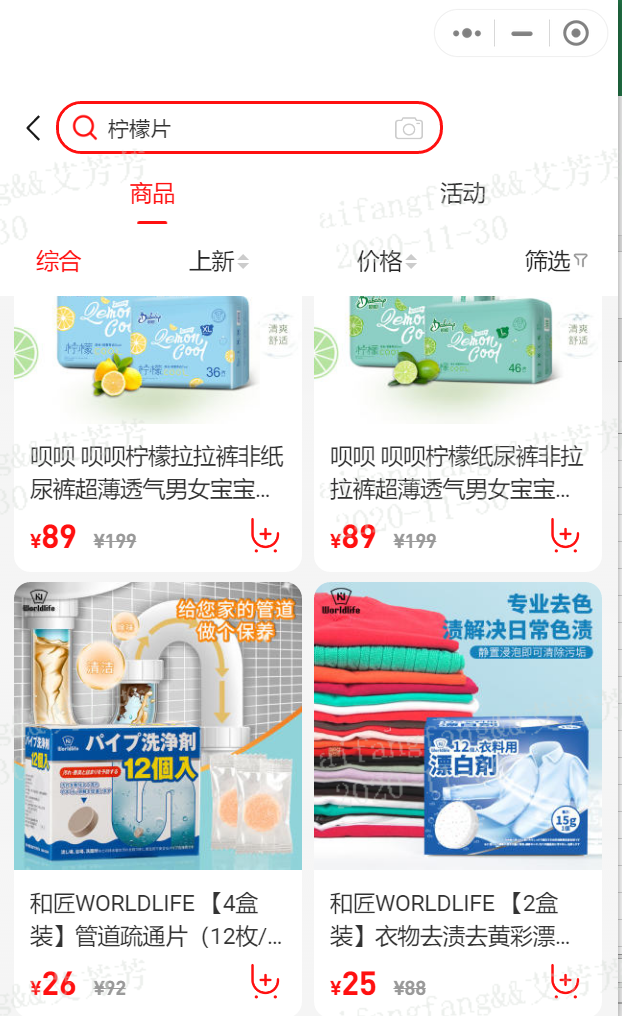 柠檬片
商品
活动
综合
上新
价格
筛选
Lemon
Cool
XL
柠檬
36片
清爽
舒适
Lemon
Cool
L
柠檬
46片
清爽
舒适
呗呗 呗呗柠檬拉拉裤非纸
尿裤超薄透气男女宝宝...
呗呗 呗呗柠檬纸尿裤非拉
拉裤超薄透气男女宝宝...
¥89 ¥199
¥89 ¥199
Worldlife
给您家的管道
做个保养
清洁
パイプ洗浄剤
12個入
Worldlife
专业去色
渍解决日常色渍
静置浸泡即可清除污垢
12個入
衣料用
漂白剤
15g
和匠WORLDLIFE 【4盒
装】管道疏通片（12枚/...
和匠WORLDLIFE 【2盒
装】衣物去渍去黄彩漂...
¥26 ¥92
¥25 ¥88
aifangfang&&艾芳芳
2020-11-30